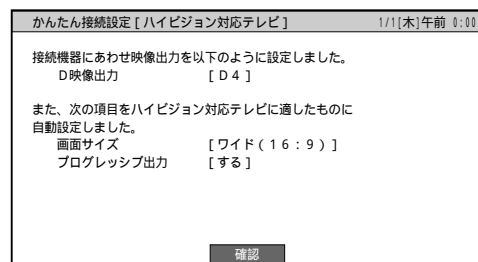 かんたん接続設定［ハイビジョン対応テレビ］ 1/1[木]午前 0:00
接続機器にあわせ映像出力を以下のように設定しました。
Ｄ映像出力 ［Ｄ４］
また、次の項目をハイビジョン対応テレビに適したものに
自動設定しました。
画面サイズ ［ワイド（１６：９）］
プログレッシブ出力 ［する］
確認